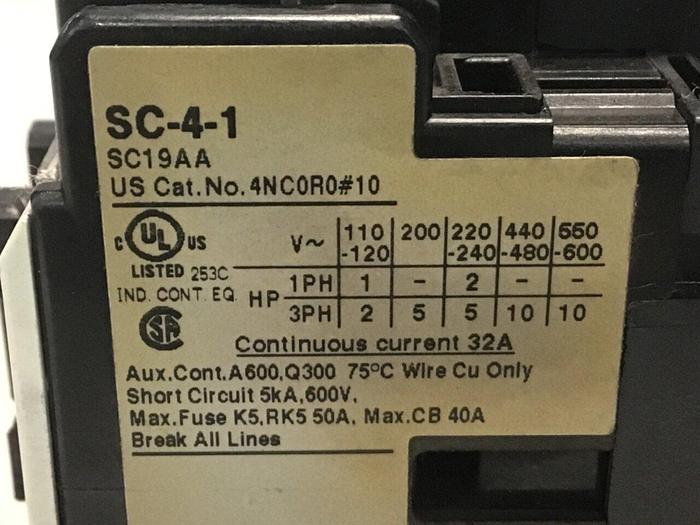 SC-4-1
SC19AA
US Cat.No.4NC0R0#10
C UL US
LISTED 253C
IND. CONT. EQ.
SA
V~ 110-120 200 220-240 440-480 550-600
HP 1PH 1 - 2 - -
3PH 2 5 5 10 10
Continuous current 32A
Aux.Cont.A600,Q300 75°C Wire Cu Only
Short Circuit 5kA,600V,
Max.Fuse K5,RK5 50A, Max.CB 40A
Break All Lines